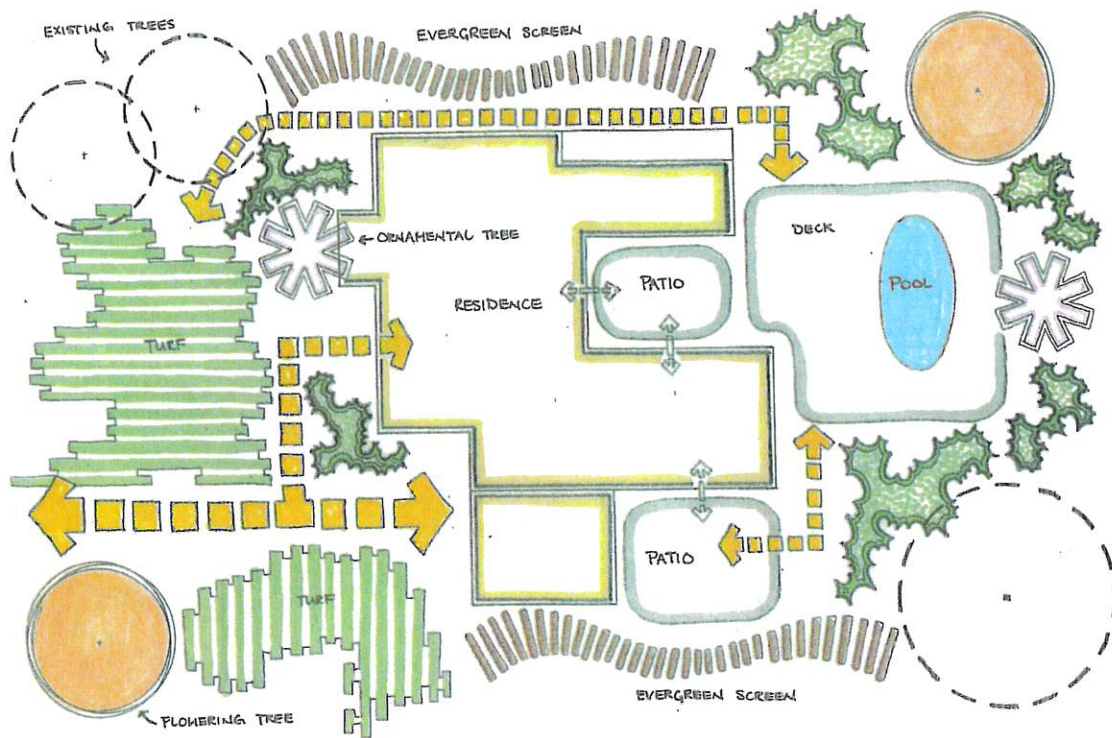 EXISTING TREES
EVERGREEN SCREEN
ORNAMENTAL TREE
DECK
RESIDENCE
PATIO
POOL
TURF
PATIO
TURF
EVERGREEN SCREEN
FLOWERING TREE